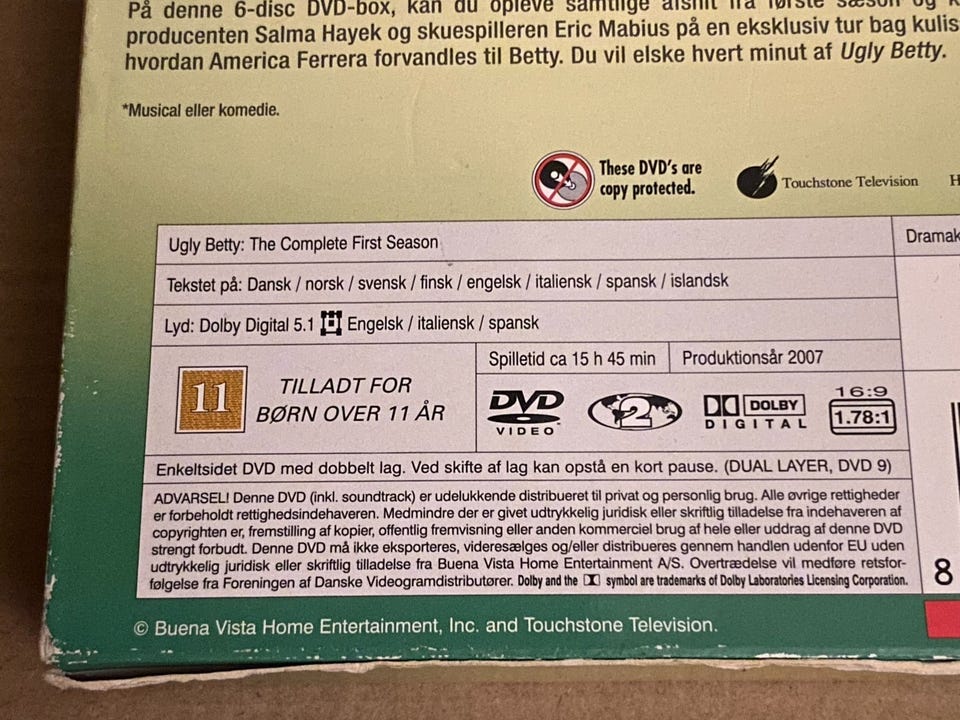 På denne 6-disc DVD-box, kan du opleve samtlige afsnit fra første sæson og
producenten Salma Hayek og skuespilleren Eric Mabius på en eksklusiv tur bag kulis
hvordan America Ferrera forvandles til Betty. Du vil elske hvert minut af Ugly Betty.
*Musical eller komedie.
These DVD's are
copy protected.
Touchstone Television
H
Ugly Betty: The Complete First Season
Dramak
Tekstet på: Dansk / norsk / svensk / finsk / engelsk / italiensk / spansk / islandsk
Lyd: Dolby Digital 5.1 Engelsk / italiensk / spansk
11
TILLADT FOR
BØRN OVER 11 ÅR
Spilletid ca 15 h 45 min
Produktionsår 2007
DVD
VIDEO
2
DOLBY
DIGITAL
16:9
1.78:1
Enkeltsidet DVD med dobbelt lag. Ved skifte af lag kan opstå en kort pause. (DUAL LAYER, DVD 9)
ADVARSEL! Denne DVD (inkl. soundtrack) er udelukkende distribueret til privat og personlig brug. Alle øvrige rettigheder
er forbeholdt rettighedsindehaveren. Medmindre der er givet udtrykkelig juridisk eller skriftlig tilladelse fra indehaveren af
copyrighten er, fremstilling af kopier, offentlig fremvisning eller anden kommerciel brug af hele eller uddrag af denne DVD
strengt forbudt. Denne DVD må ikke eksporteres, videresælges og/eller distribueres gennem handlen udenfor EU uden
udtrykkelig juridisk eller skriftlig tilladelse fra Buena Vista Home Entertainment A/S. Overtrædelse vil medføre retsfor-
følgelse fra Foreningen af Danske Videogramdistributører. Dolby and the symbol are trademarks of Dolby Laboratories Licensing Corporation.
8
© Buena Vista Home Entertainment, Inc. and Touchstone Television.